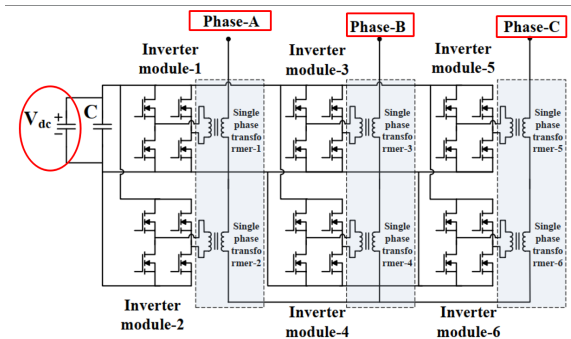 Phase-A
Phase-B
Phase-C
Inverter
module-1
Inverter
module-3
Inverter
module-5
Vdc
+
−
C
Single
phase
transfo
rmer-1
Single
phase
transfo
rmer-3
Single
phase
transfo
rmer-5
Single
phase
transfo
rmer-2
Single
phase
transfo
rmer-4
Single
phase
transfo
rmer-6
Inverter
module-2
Inverter
module-4
Inverter
module-6